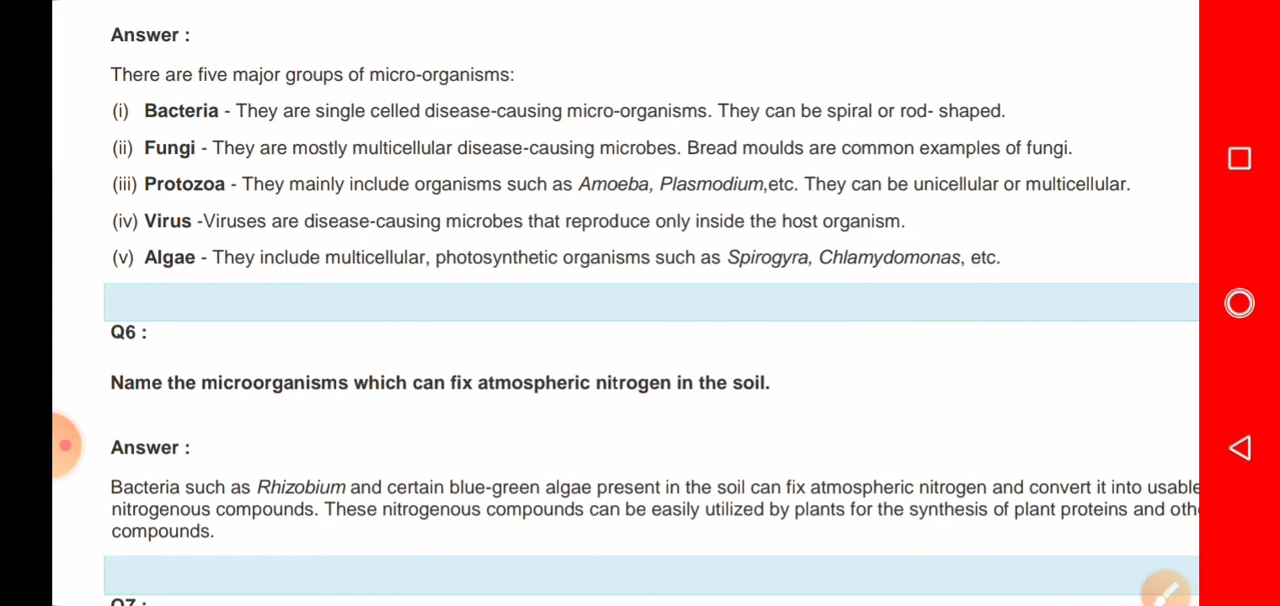 Answer :
There are five major groups of micro-organisms:
(i) Bacteria - They are single celled disease-causing micro-organisms. They can be spiral or rod- shaped.
(ii) Fungi - They are mostly multicellular disease-causing microbes. Bread moulds are common examples of fungi.
(iii) Protozoa - They mainly include organisms such as Amoeba, Plasmodium,etc. They can be unicellular or multicellular.
(iv) Virus -Viruses are disease-causing microbes that reproduce only inside the host organism.
(v) Algae - They include multicellular, photosynthetic organisms such as Spirogyra, Chlamydomonas, etc.
Q6 :
Name the microorganisms which can fix atmospheric nitrogen in the soil.
Answer :
Bacteria such as Rhizobium and certain blue-green algae present in the soil can fix atmospheric nitrogen and convert it into usable
nitrogenous compounds. These nitrogenous compounds can be easily utilized by plants for the synthesis of plant proteins and
compounds.